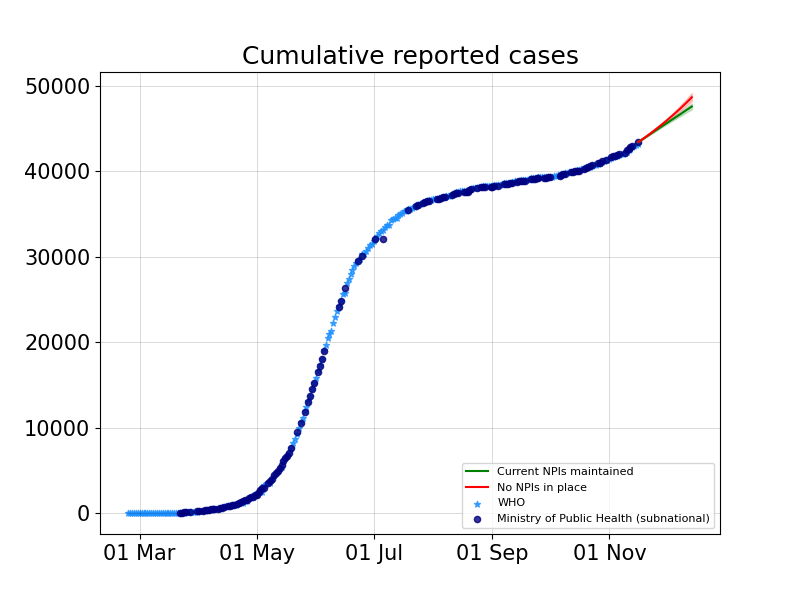 Cumulative reported cases
50000
40000
30000
20000
10000
0
01 Mar
01 May
01 Jul
01 Sep
01 Nov
Current NPIs maintained
No NPIs in place
WHO
Ministry of Public Health (subnational)